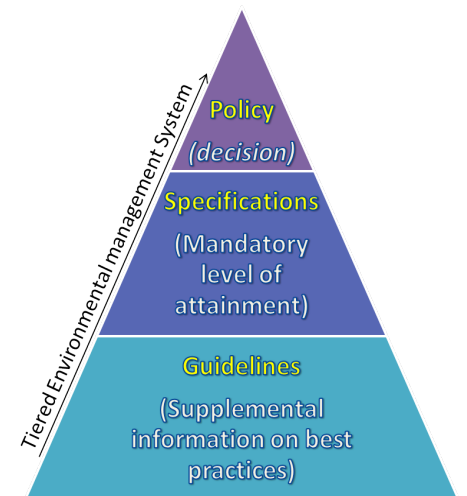 Tiered Environmental management System
Policy
(decision)
Specifications
(Mandatory
level of
attainment)
Guidelines
(Supplemental
information on best
practices)